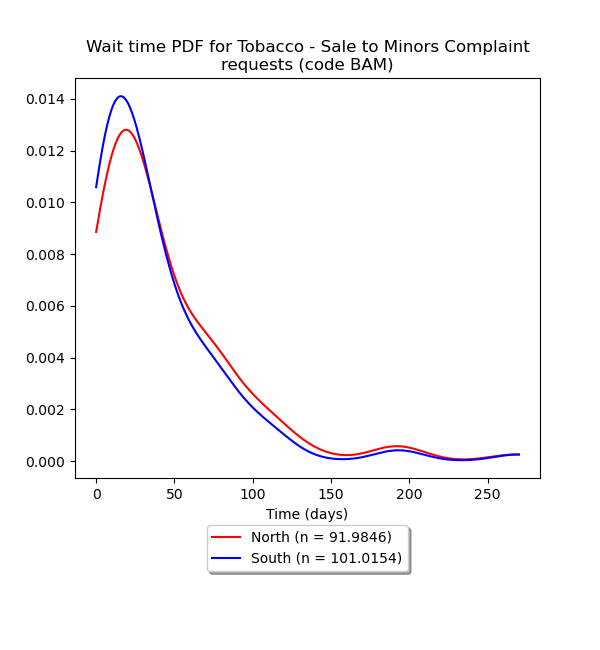 Wait time PDF for Tobacco - Sale to Minors Complaint
requests (code BAM)
0.014
0.012
0.010
0.008
0.006
0.004
0.002
0.000
0 50 100 150 200 250
Time (days)
North (n = 91.9846)
South (n = 101.0154)